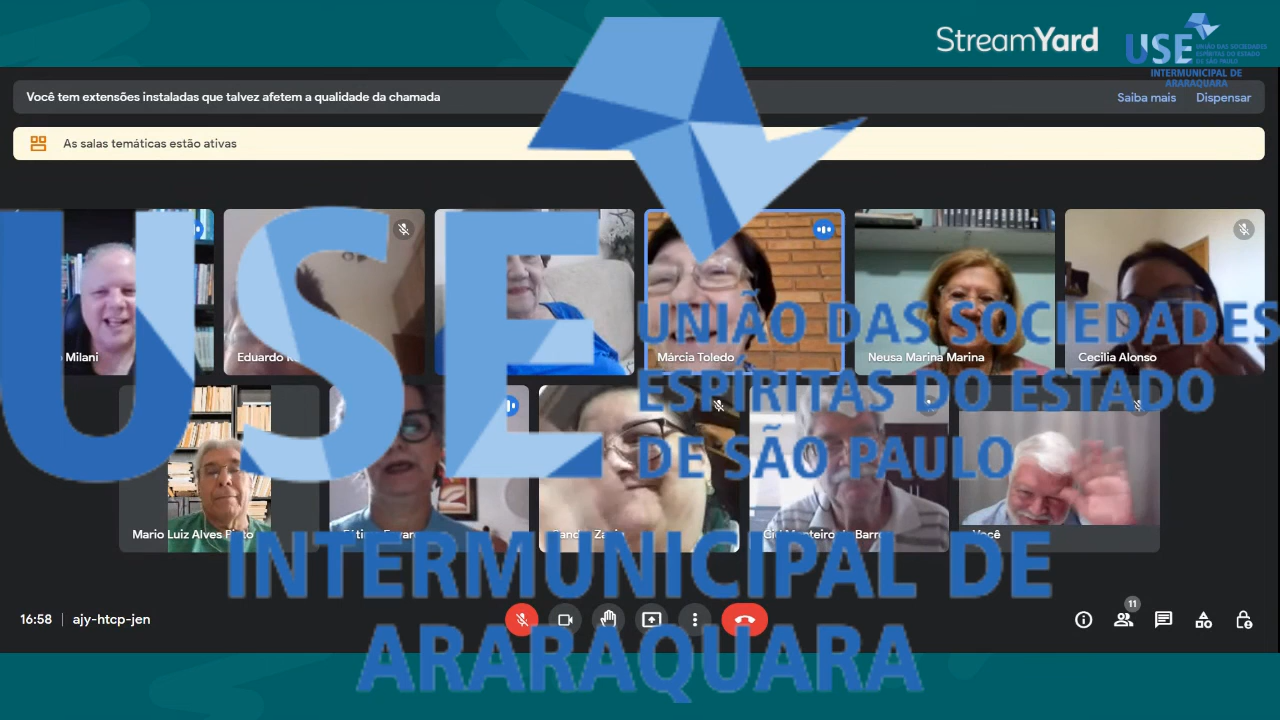 StreamYard
USE
UNIÃO DAS SOCIEDADES
ESPÍRITAS DO ESTADO
DE SÃO PAULO
INTERMUNICIPAL DE
ARARAQUARA
Você tem extensões instaladas que talvez afetem a qualidade da chamada
Saiba mais
Dispensar
As salas temáticas estão ativas
USE
UNIÃO DAS SOCIEDADES
ESPÍRITAS DO ESTADO
DE SÃO PAULO
INTERMUNICIPAL DE
ARARAQUARA
Milani
Eduardo
Márcia Toledo
Neusa Marina Marina
Cecilia Alonso
Mario Luiz Alves
Monteiro
Você
16:58
ajy-htcp-jen
11